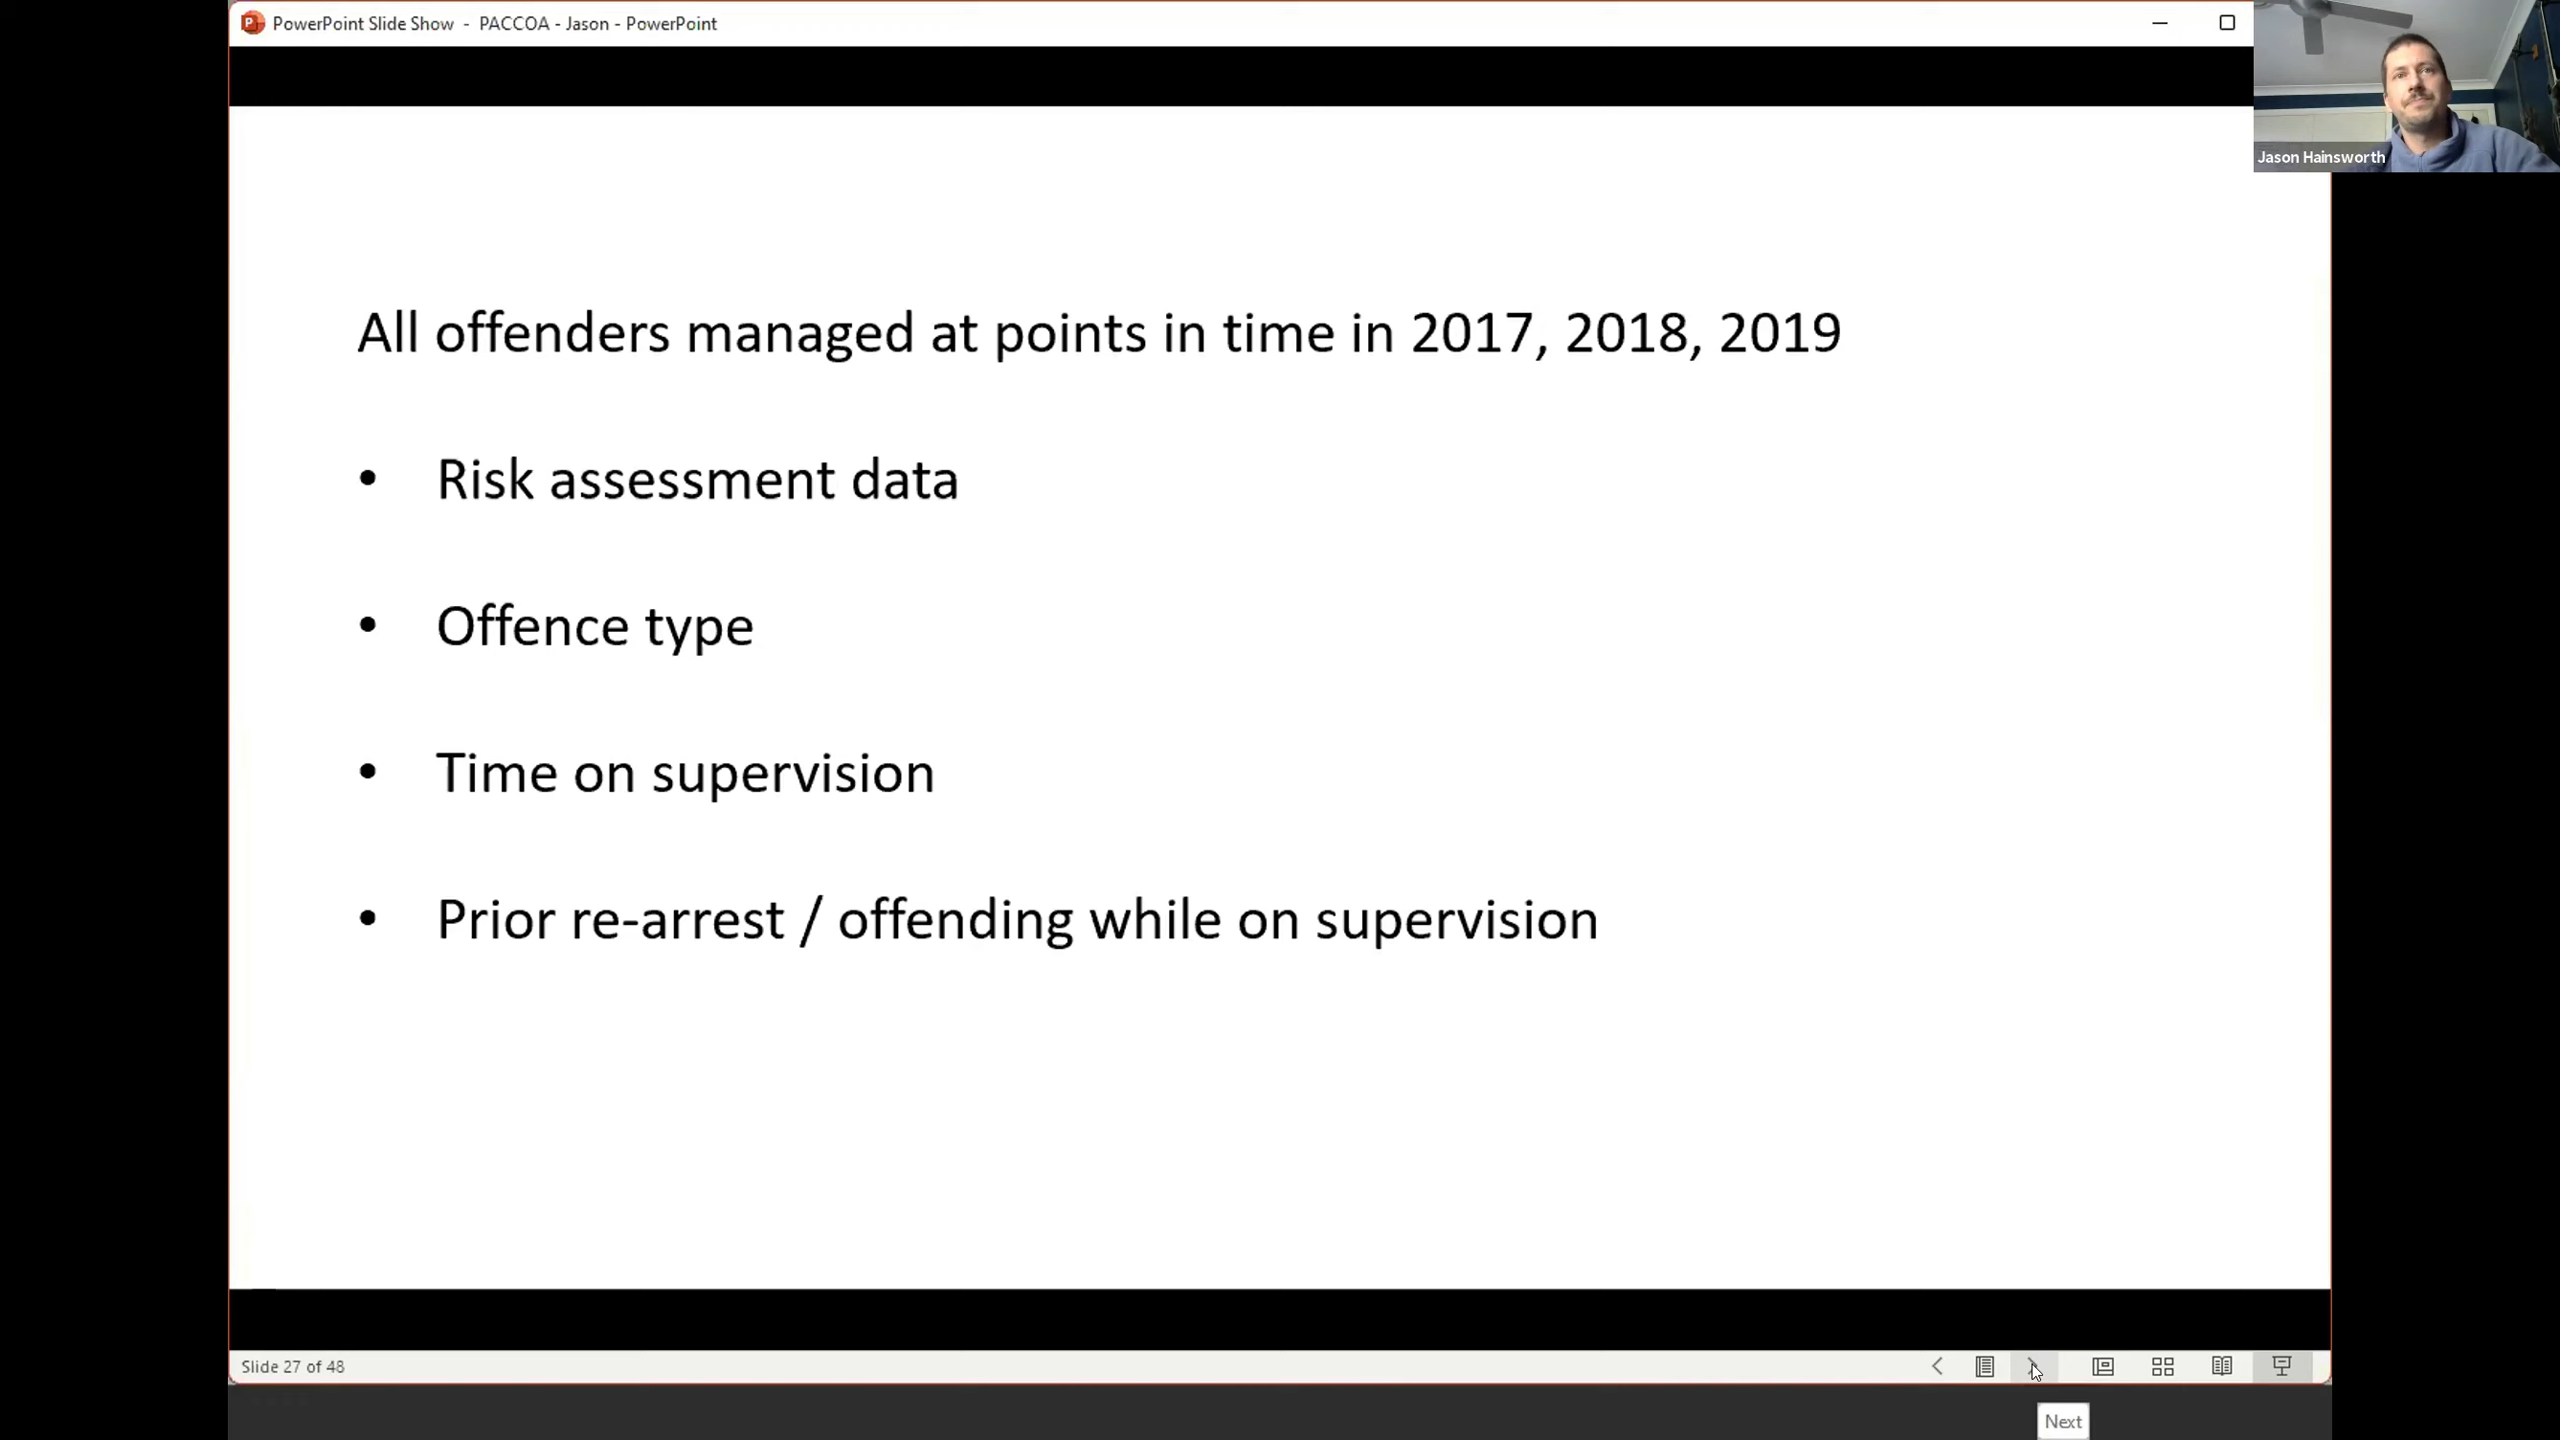 PowerPoint Slide Show - PACCOA - Jason - PowerPoint
Jason Hainsworth
All offenders managed at points in time in 2017, 2018, 2019
• Risk assessment data
• Offence type
• Time on supervision
• Prior re-arrest / offending while on supervision
Slide 27 of 48
Next